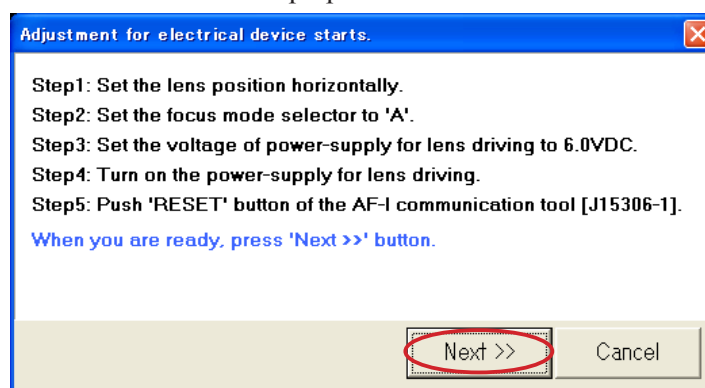 Adjustment for electrical device starts.
Step1: Set the lens position horizontally.
Step2: Set the focus mode selector to 'A'.
Step3: Set the voltage of power-supply for lens driving to 6.0VDC.
Step4: Turn on the power-supply for lens driving.
Step5: Push 'RESET' button of the AF-I communication tool [J15306-1].
When you are ready, press 'Next >>' button.
Next >> Cancel